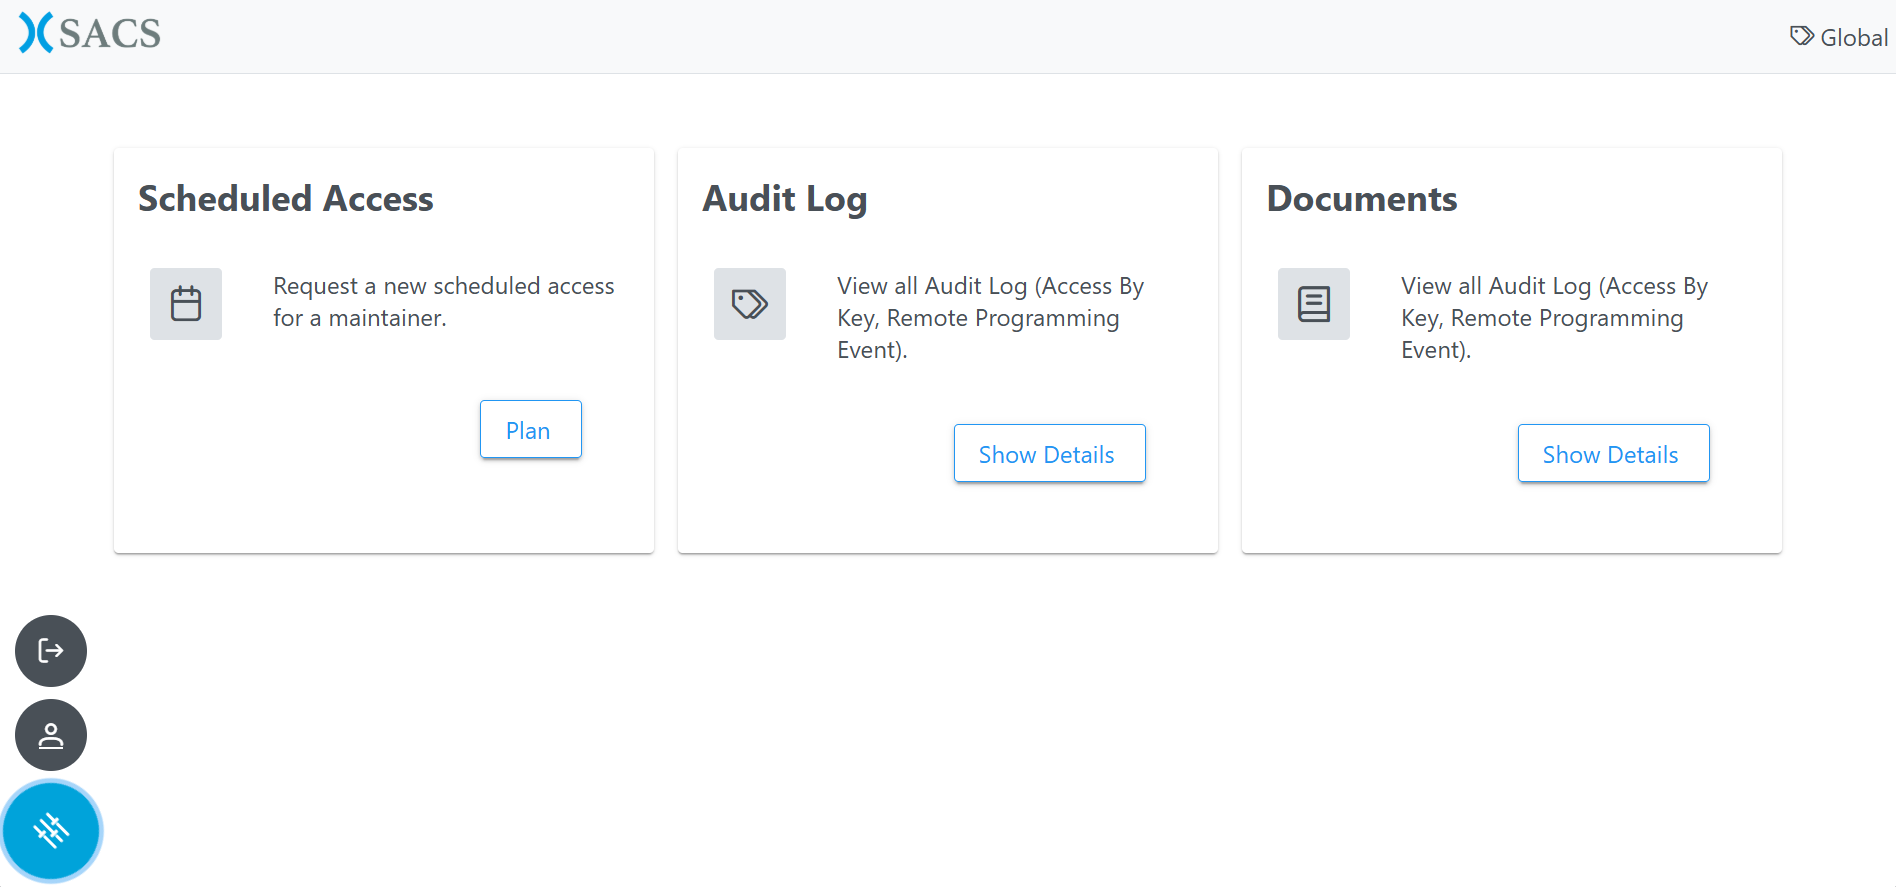 SACS
Global
Scheduled Access
Request a new scheduled access
for a maintainer.
Plan
Audit Log
View all Audit Log (Access By
Key, Remote Programming
Event).
Show Details
Documents
View all Audit Log (Access By
Key, Remote Programming
Event).
Show Details